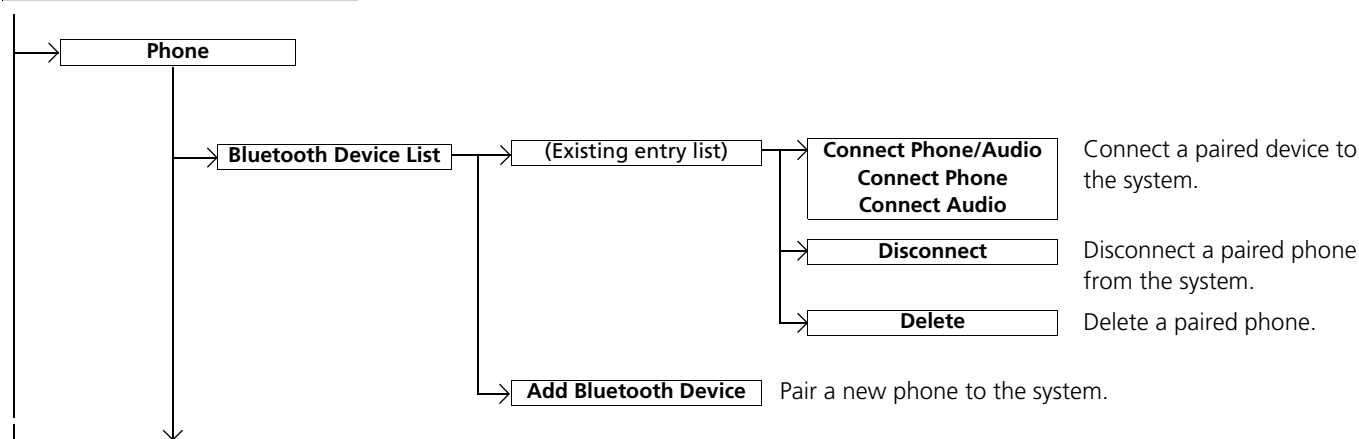 Phone
Bluetooth Device List
(Existing entry list)
Connect Phone/Audio
Connect Phone
Connect Audio
Connect a paired device to
the system.
Disconnect
Disconnect a paired phone
from the system.
Delete
Delete a paired phone.
Add Bluetooth Device
Pair a new phone to the system.